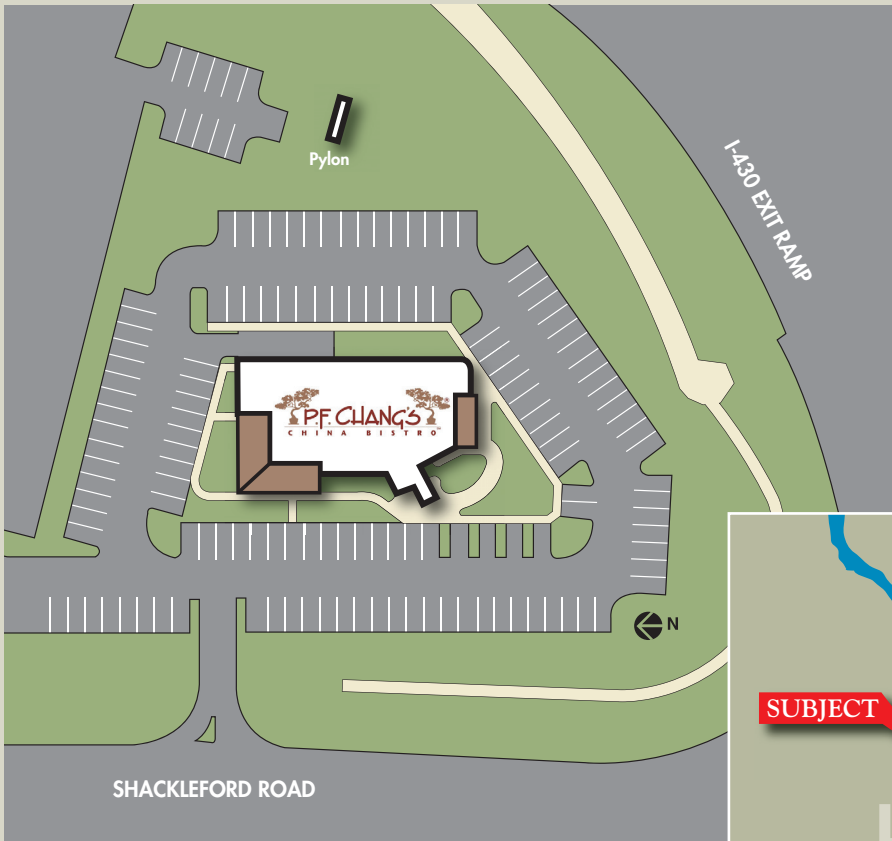 Pylon
I-430 EXIT RAMP
P.F. CHANG'S
CHINA BISTRO
N
SUBJECT
SHACKLEFORD ROAD